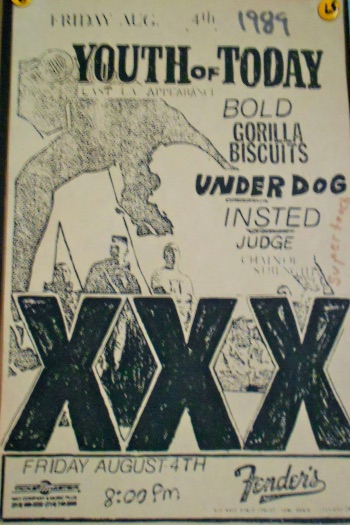 FRIDAY AUG. 4th 1989
YOUTH OF TODAY
LAST L.A. APPEARANCE
BOLD
GORILLA
BISCUITS
UNDERDOG
INSTED
JUDGE
CHAIN OF
STRENGTH
Supertouch
XXX
FRIDAY AUGUST 4TH
8:00 Pm
Fender's